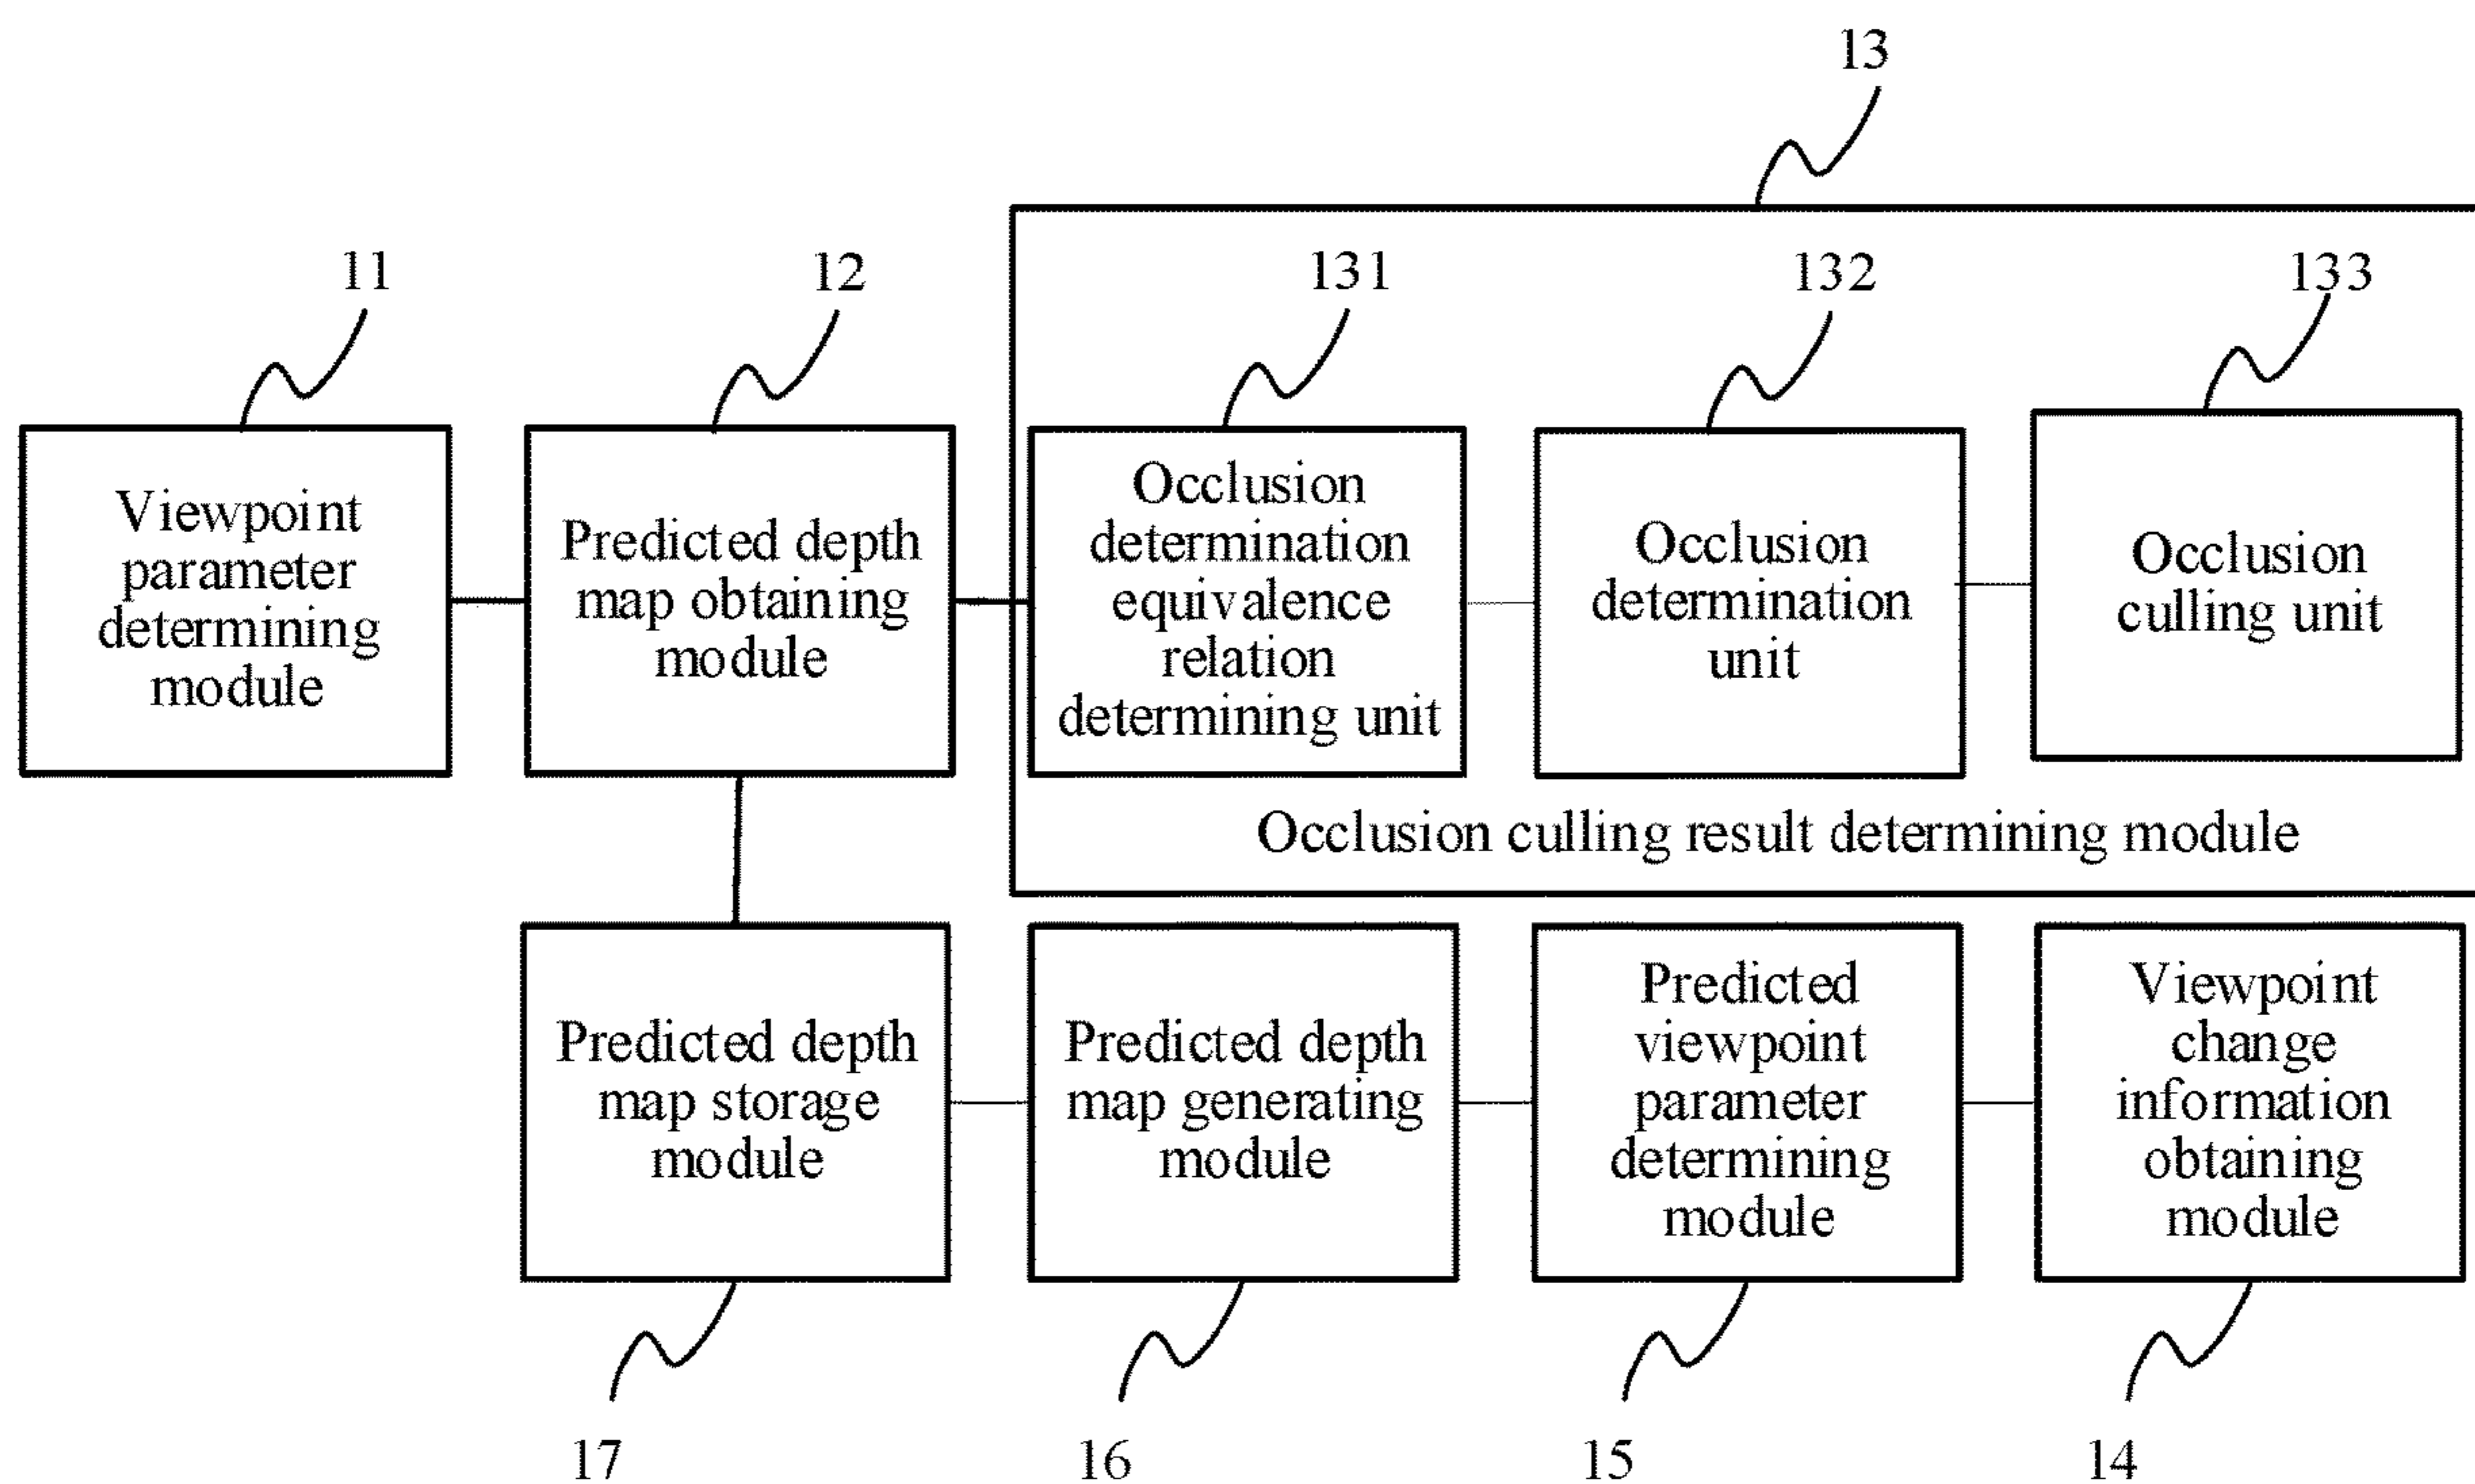 13
11
12
131
132
133
Viewpoint
parameter
determining
module
Predicted depth
map obtaining
module
Occlusion
determination
equivalence
relation
determining unit
Occlusion
determination
unit
Occlusion
culling unit
Occlusion culling result determining module
Predicted depth
map storage
module
Predicted depth
map generating
module
Predicted
viewpoint
parameter
determining
module
Viewpoint
change
information
obtaining
module
17
16
15
14